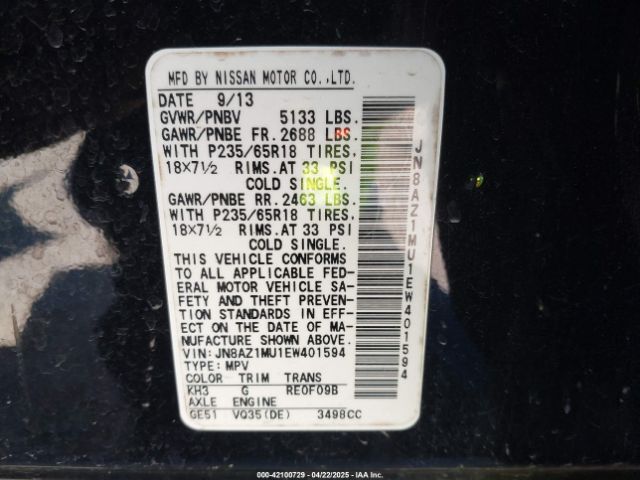 MFD BY NISSAN MOTOR CO.,LTD.
DATE 9/13
GVWR/PNBV 5133 LBS.
GAWR/PNBE FR. 2688 LBS
WITH P235/65R18 TIRES.
18×7½ RIMS.AT 33 PSI
COLD SINGLE.
GAWR/PNBE RR. 2463 LBS.
WITH P235/65R18 TIRES.
18×7½ RIMS.AT 33 PSI
COLD SINGLE.
THIS VEHICLE CONFORMS
TO ALL APPLICABLE FED-
ERAL MOTOR VEHICLE SA-
FETY AND THEFT PREVEN-
TION STANDARDS IN EFF-
ECT ON THE DATE OF MA-
NUFACTURE SHOWN ABOVE.
VIN:JN8AZ1MU1EW401594
TYPE:MPV
COLOR TRIM TRANS
KH3 G RE0F09B
AXLE ENGINE
GE51 VQ35(DE) 3498CC
JN8AZ1MU1EW401594
000-42100729 - 04/22/2025 - IAAI.com